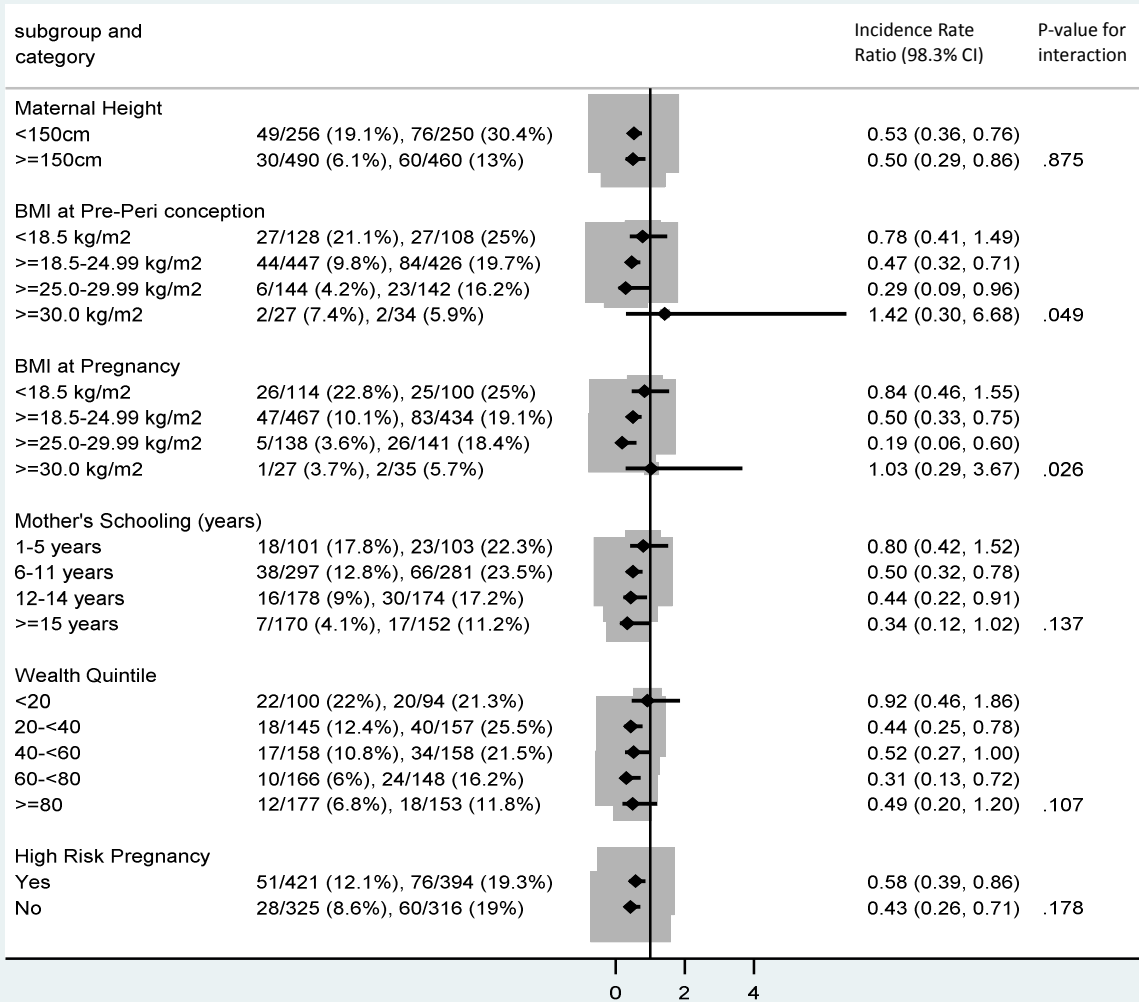 subgroup and category Incidence Rate Ratio (98.3% CI) P-value for interaction
Maternal Height
<150cm 49/256 (19.1%), 76/250 (30.4%) 0.53 (0.36, 0.76)
>=150cm 30/490 (6.1%), 60/460 (13%) 0.50 (0.29, 0.86) .875
BMI at Pre-Peri conception
<18.5 kg/m2 27/128 (21.1%), 27/108 (25%) 0.78 (0.41, 1.49)
>=18.5-24.99 kg/m2 44/447 (9.8%), 84/426 (19.7%) 0.47 (0.32, 0.71)
>=25.0-29.99 kg/m2 6/144 (4.2%), 23/142 (16.2%) 0.29 (0.09, 0.96)
>=30.0 kg/m2 2/27 (7.4%), 2/34 (5.9%) 1.42 (0.30, 6.68) .049
BMI at Pregnancy
<18.5 kg/m2 26/114 (22.8%), 25/100 (25%) 0.84 (0.46, 1.55)
>=18.5-24.99 kg/m2 47/467 (10.1%), 83/434 (19.1%) 0.50 (0.33, 0.75)
>=25.0-29.99 kg/m2 5/138 (3.6%), 26/141 (18.4%) 0.19 (0.06, 0.60)
>=30.0 kg/m2 1/27 (3.7%), 2/35 (5.7%) 1.03 (0.29, 3.67) .026
Mother's Schooling (years)
1-5 years 18/101 (17.8%), 23/103 (22.3%) 0.80 (0.42, 1.52)
6-11 years 38/297 (12.8%), 66/281 (23.5%) 0.50 (0.32, 0.78)
12-14 years 16/178 (9%), 30/174 (17.2%) 0.44 (0.22, 0.91)
>=15 years 7/170 (4.1%), 17/152 (11.2%) 0.34 (0.12, 1.02) .137
Wealth Quintile
<20 22/100 (22%), 20/94 (21.3%) 0.92 (0.46, 1.86)
20-<40 18/145 (12.4%), 40/157 (25.5%) 0.44 (0.25, 0.78)
40-<60 17/158 (10.8%), 34/158 (21.5%) 0.52 (0.27, 1.00)
60-<80 10/166 (6%), 24/148 (16.2%) 0.31 (0.13, 0.72)
>=80 12/177 (6.8%), 18/153 (11.8%) 0.49 (0.20, 1.20) .107
High Risk Pregnancy
Yes 51/421 (12.1%), 76/394 (19.3%) 0.58 (0.39, 0.86)
No 28/325 (8.6%), 60/316 (19%) 0.43 (0.26, 0.71) .178
0 2 4